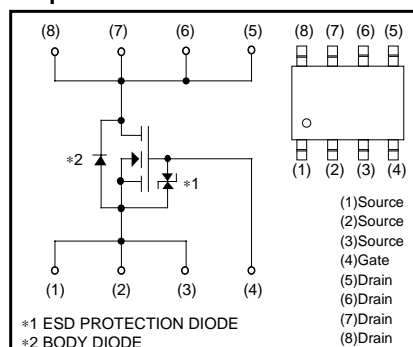 (8) (7) (6) (5)
(8) (7) (6) (5)
∗2
∗1
(1) (2) (3) (4)
(1) (2) (3) (4)
(1)Source
(2)Source
(3)Source
(4)Gate
(5)Drain
(6)Drain
(7)Drain
(8)Drain
∗1 ESD PROTECTION DIODE
∗2 BODY DIODE